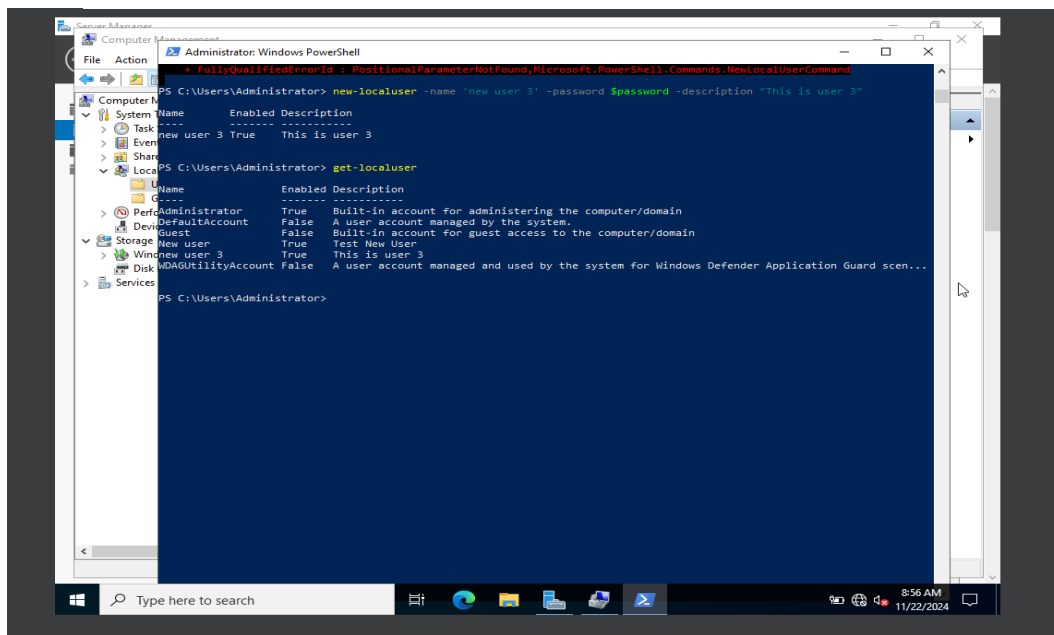 Server Manager
Computer Management
Administrator: Windows PowerShell
File Action
+ FullyQualifiedErrorId : PositionalParameterNotFound,Microsoft.PowerShell.Commands.NewLocalUserCommand
PS C:\Users\Administrator> new-localuser -name 'new user 3' -password $password -description "This is user 3"
Computer M
System T
Name Enabled Description
---- ------- -----------
Task
new user 3 True This is user 3
Even
Share
PS C:\Users\Administrator> get-localuser
Loca
U
Name Enabled Description
G
---- ------- -----------
Perfo
Administrator True Built-in account for administering the computer/domain
DefaultAccount False A user account managed by the system.
Devic
Guest False Built-in account for guest access to the computer/domain
Storage
New user True Test New User
Wind
new user 3 True This is user 3
Disk
WDAGUtilityAccount False A user account managed and used by the system for Windows Defender Application Guard scen...
Services
PS C:\Users\Administrator>
Type here to search
8:56 AM
11/22/2024